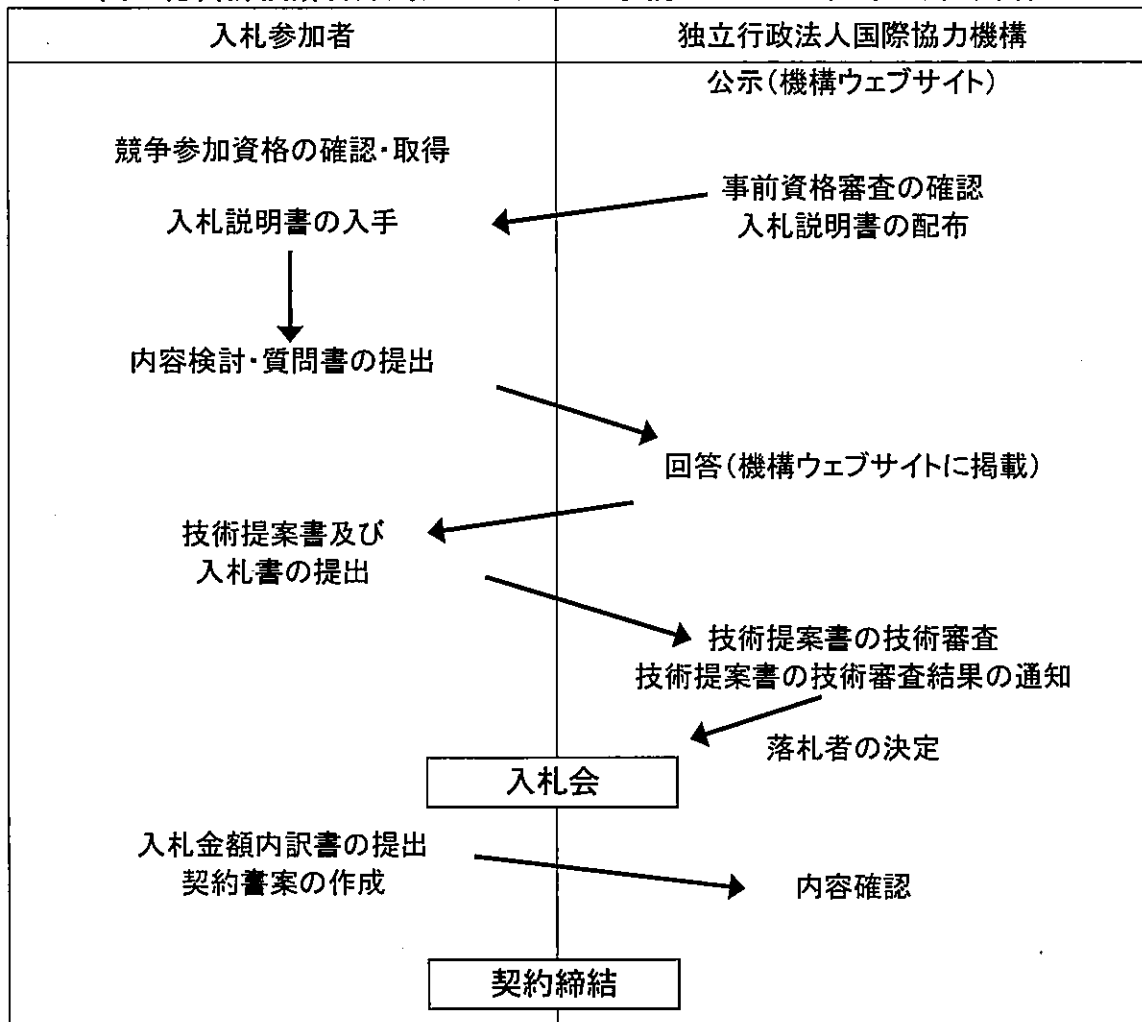 入札参加者
独立行政法人国際協力機構
公示(機構ウェブサイト)
競争参加資格の確認・取得
事前資格審査の確認
入札説明書の配布
入札説明書の入手
内容検討・質問書の提出
回答(機構ウェブサイトに掲載)
技術提案書及び
入札書の提出
技術提案書の技術審査
技術提案書の技術審査結果の通知
落札者の決定
入札会
入札金額内訳書の提出
契約書案の作成
内容確認
契約締結